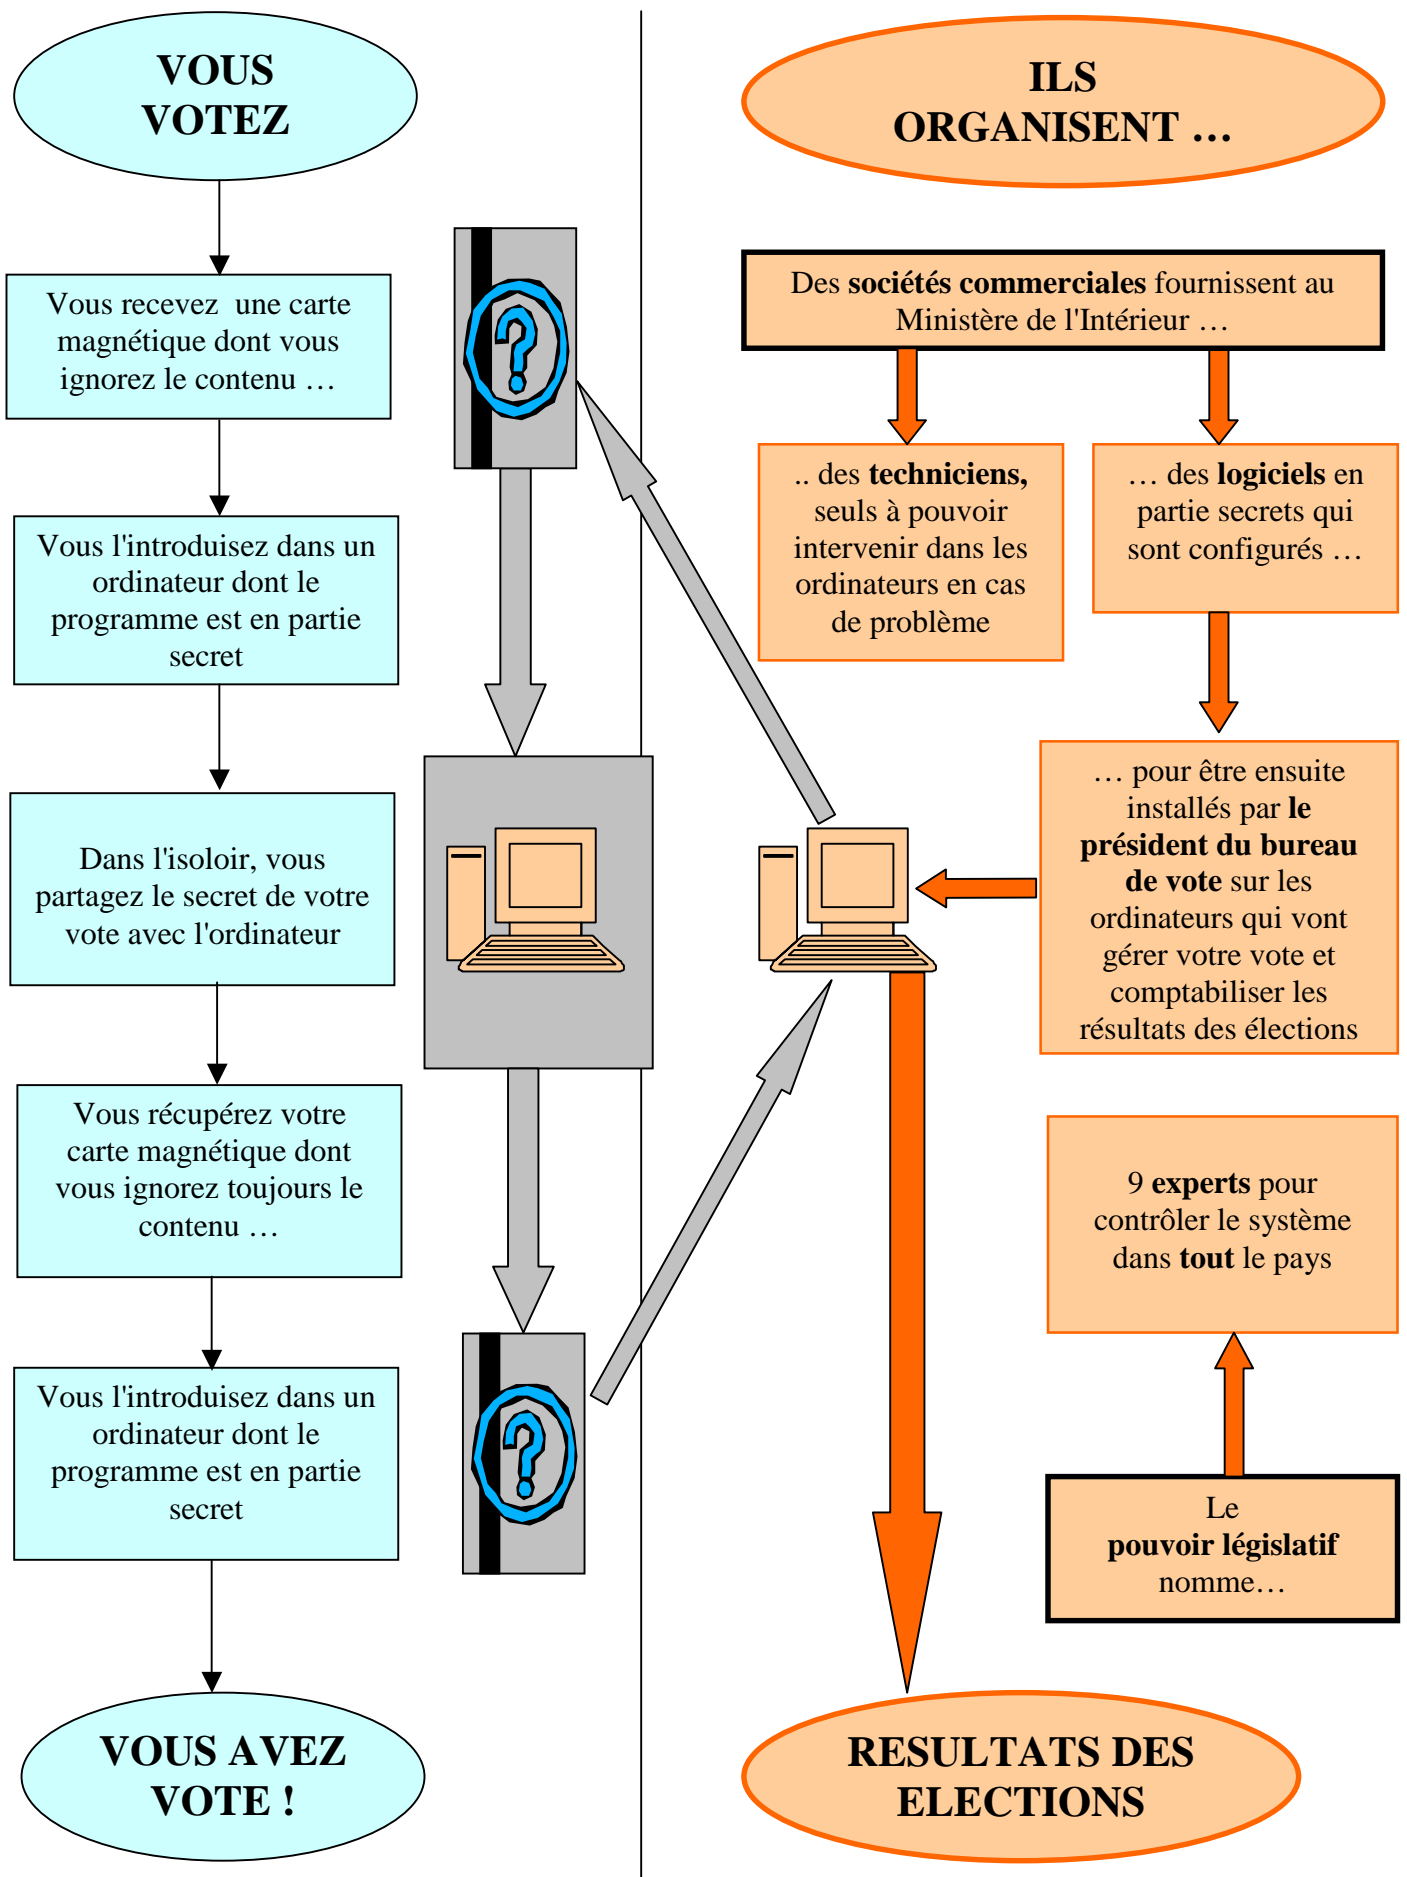 VOUS
VOTEZ
Vous recevez une carte
magnétique dont vous
ignorez le contenu …
Vous l'introduisez dans un
ordinateur dont le
programme est en partie
secret
Dans l'isoloir, vous
partagez le secret de votre
vote avec l'ordinateur
Vous récupérez votre
carte magnétique dont
vous ignorez toujours le
contenu …
Vous l'introduisez dans un
ordinateur dont le
programme est en partie
secret
VOUS AVEZ
VOTE !
?
?
ILS
ORGANISENT …
Des sociétés commerciales fournissent au
Ministère de l'Intérieur …
.. des techniciens,
seuls à pouvoir
intervenir dans les
ordinateurs en cas
de problème
… des logiciels en
partie secrets qui
sont configurés …
… pour être ensuite
installés par le
président du bureau
de vote sur les
ordinateurs qui vont
gérer votre vote et
comptabiliser les
résultats des élections
9 experts pour
contrôler le système
dans tout le pays
Le
pouvoir législatif
nomme…
RESULTATS DES
ELECTIONS